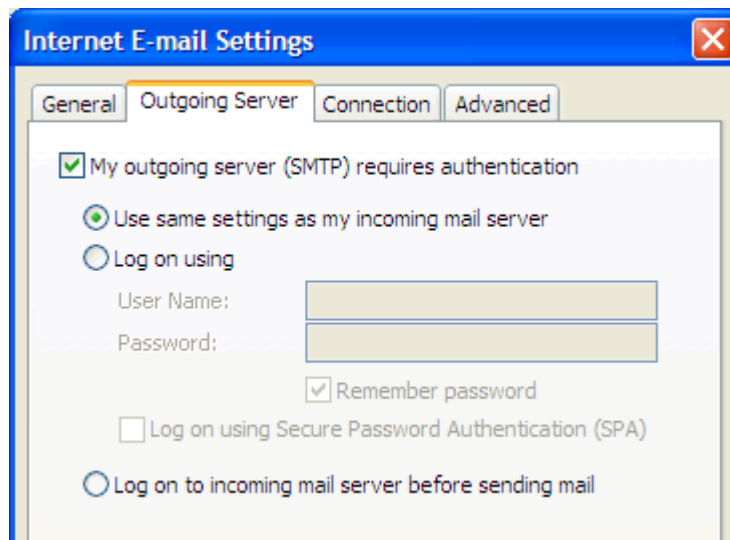 Internet E-mail Settings
General Outgoing Server Connection Advanced
My outgoing server (SMTP) requires authentication
Use same settings as my incoming mail server
Log on using
User Name:
Password:
Remember password
Log on using Secure Password Authentication (SPA)
Log on to incoming mail server before sending mail